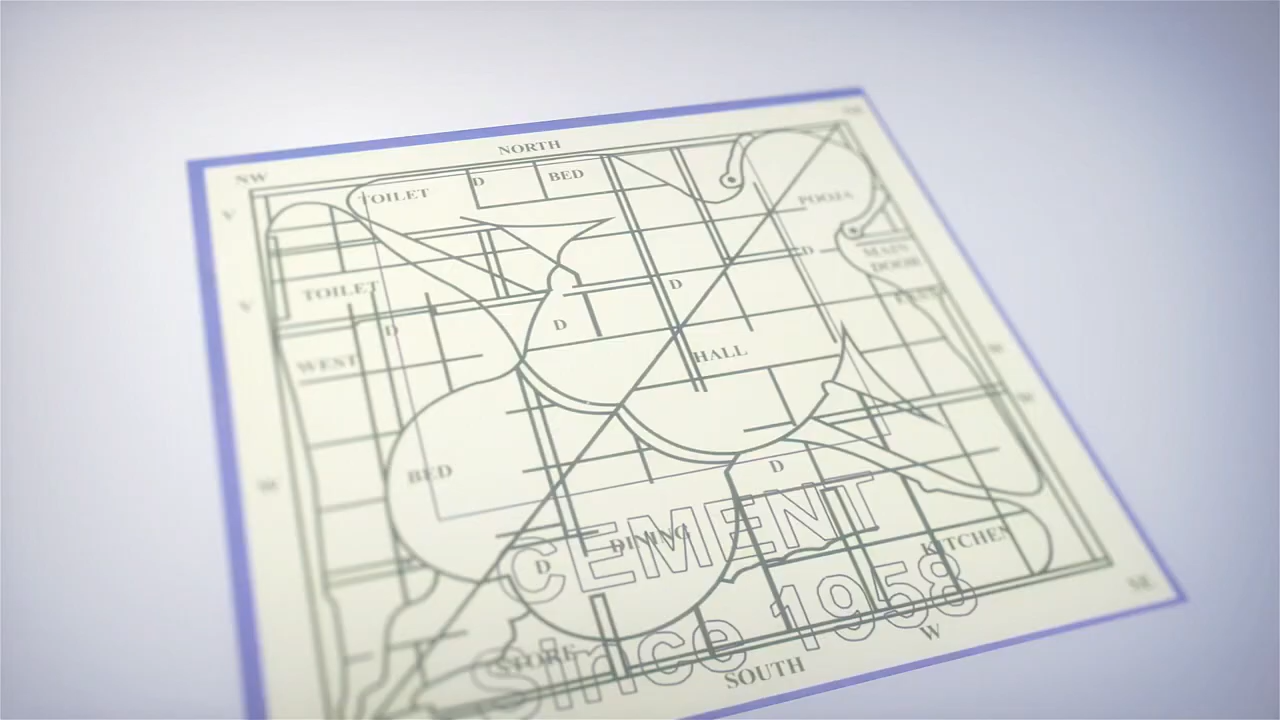 NORTH
NW
V
TOILET
D
BED
POOJA
D
MAIN
DOOR
V
TOILET
D
D
D
WEST
HALL
BED
D
CEMENT
DINING
D
KITCHEN
since 1958
STORE
W
SOUTH